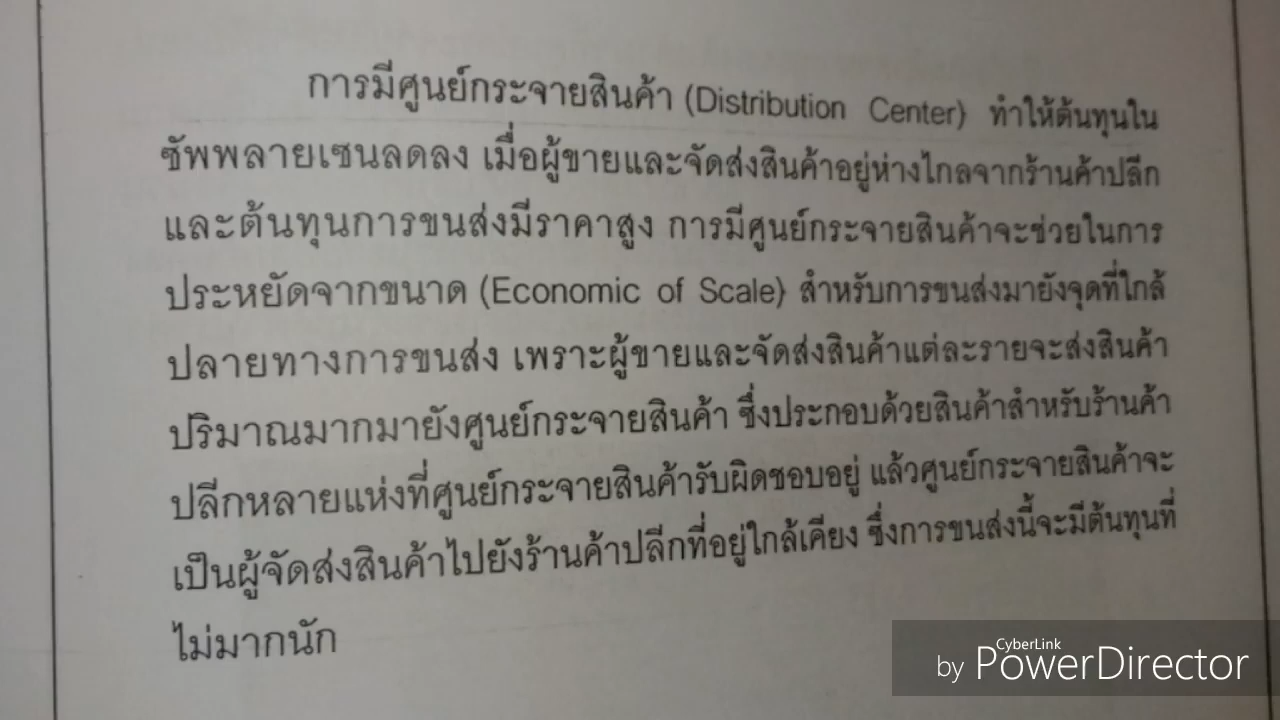 การมีศูนย์กระจายสินค้า (Distribution Center) ทำให้ต้นทุนใน
ซัพพลายเซนลดลง เมื่อผู้ขายและจัดส่งสินค้าอยู่ห่างไกลจากร้านค้าปลีก
และต้นทุนการขนส่งมีราคาสูง การมีศูนย์กระจายสินค้าจะช่วยในการ
ประหยัดจากขนาด (Economic of Scale) สำหรับการขนส่งมายังจุดที่ใกล้
ปลายทางการขนส่ง เพราะผู้ขายและจัดส่งสินค้าแต่ละรายจะส่งสินค้า
ปริมาณมากมายังศูนย์กระจายสินค้า ซึ่งประกอบด้วยสินค้าสำหรับร้านค้า
ปลีกหลายแห่งที่ศูนย์กระจายสินค้ารับผิดชอบอยู่ แล้วศูนย์กระจายสินค้าจะ
เป็นผู้จัดส่งสินค้าไปยังร้านค้าปลีกที่อยู่ใกล้เคียง ซึ่งการขนส่งนี้จะมีต้นทุนที่
ไม่มากนัก
CyberLink
by PowerDirector